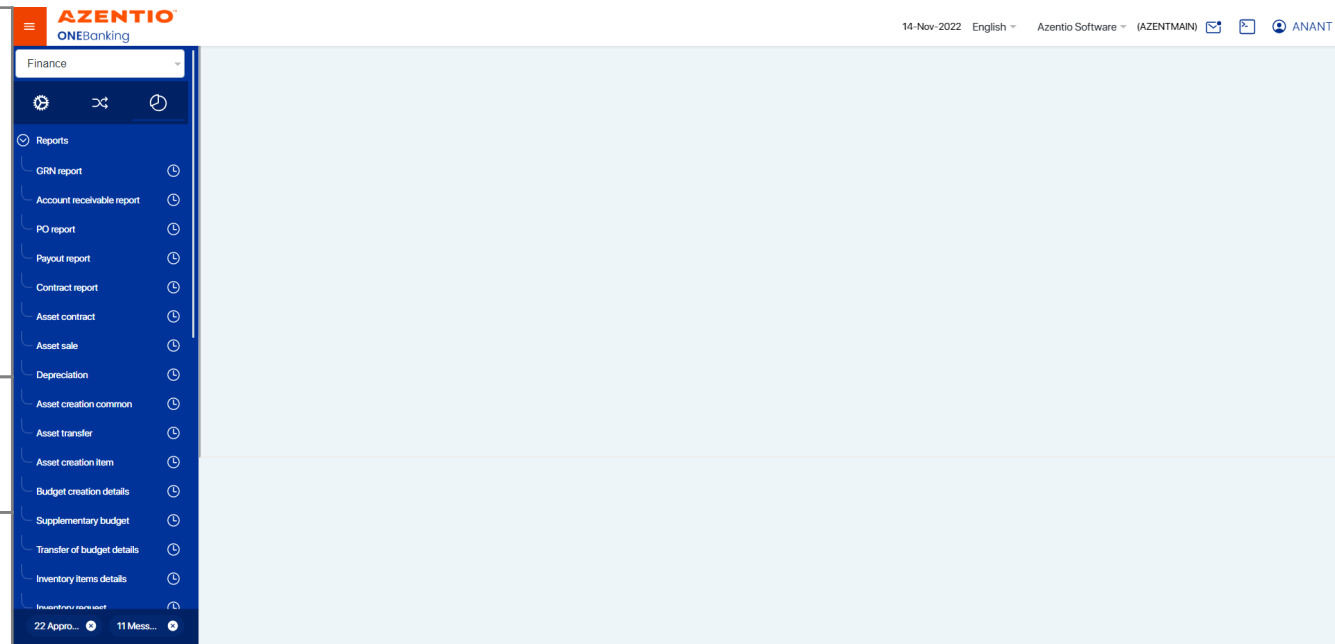 AZENTIO
ONEBanking
14-Nov-2022 English Azentio Software (AZENTMAIN) ANANT
Finance
Reports
GRN report
Account receivable report
PO report
Payout report
Contract report
Asset contract
Asset sale
Depreciation
Asset creation common
Asset transfer
Asset creation item
Budget creation details
Supplementary budget
Transfer of budget details
Inventory items details
Inventory request
22 Appro... 11 Mess...